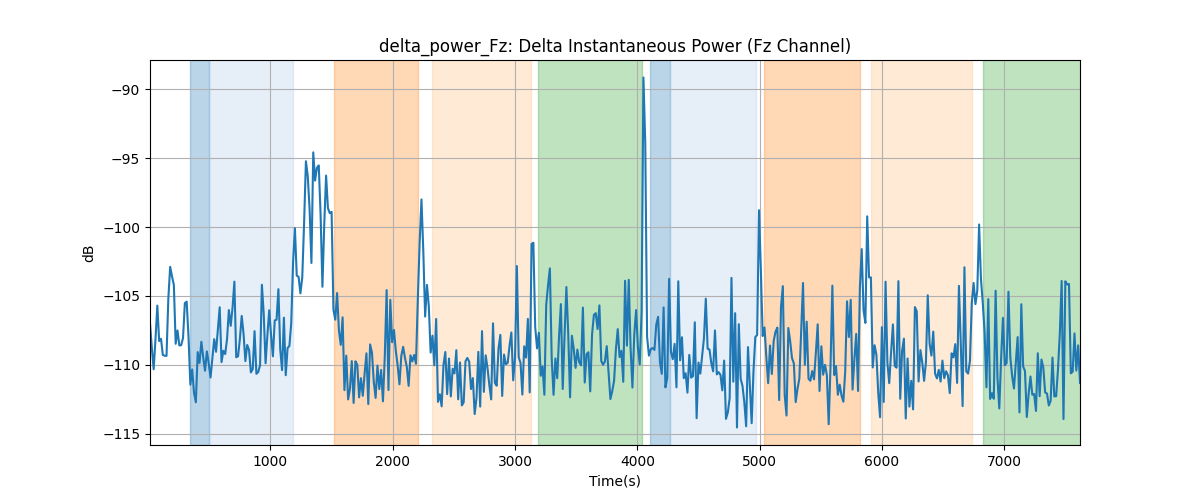 delta_power_Fz: Delta Instantaneous Power (Fz Channel)
dB
−90
−95
−100
−105
−110
−115
1000 2000 3000 4000 5000 6000 7000
Time(s)